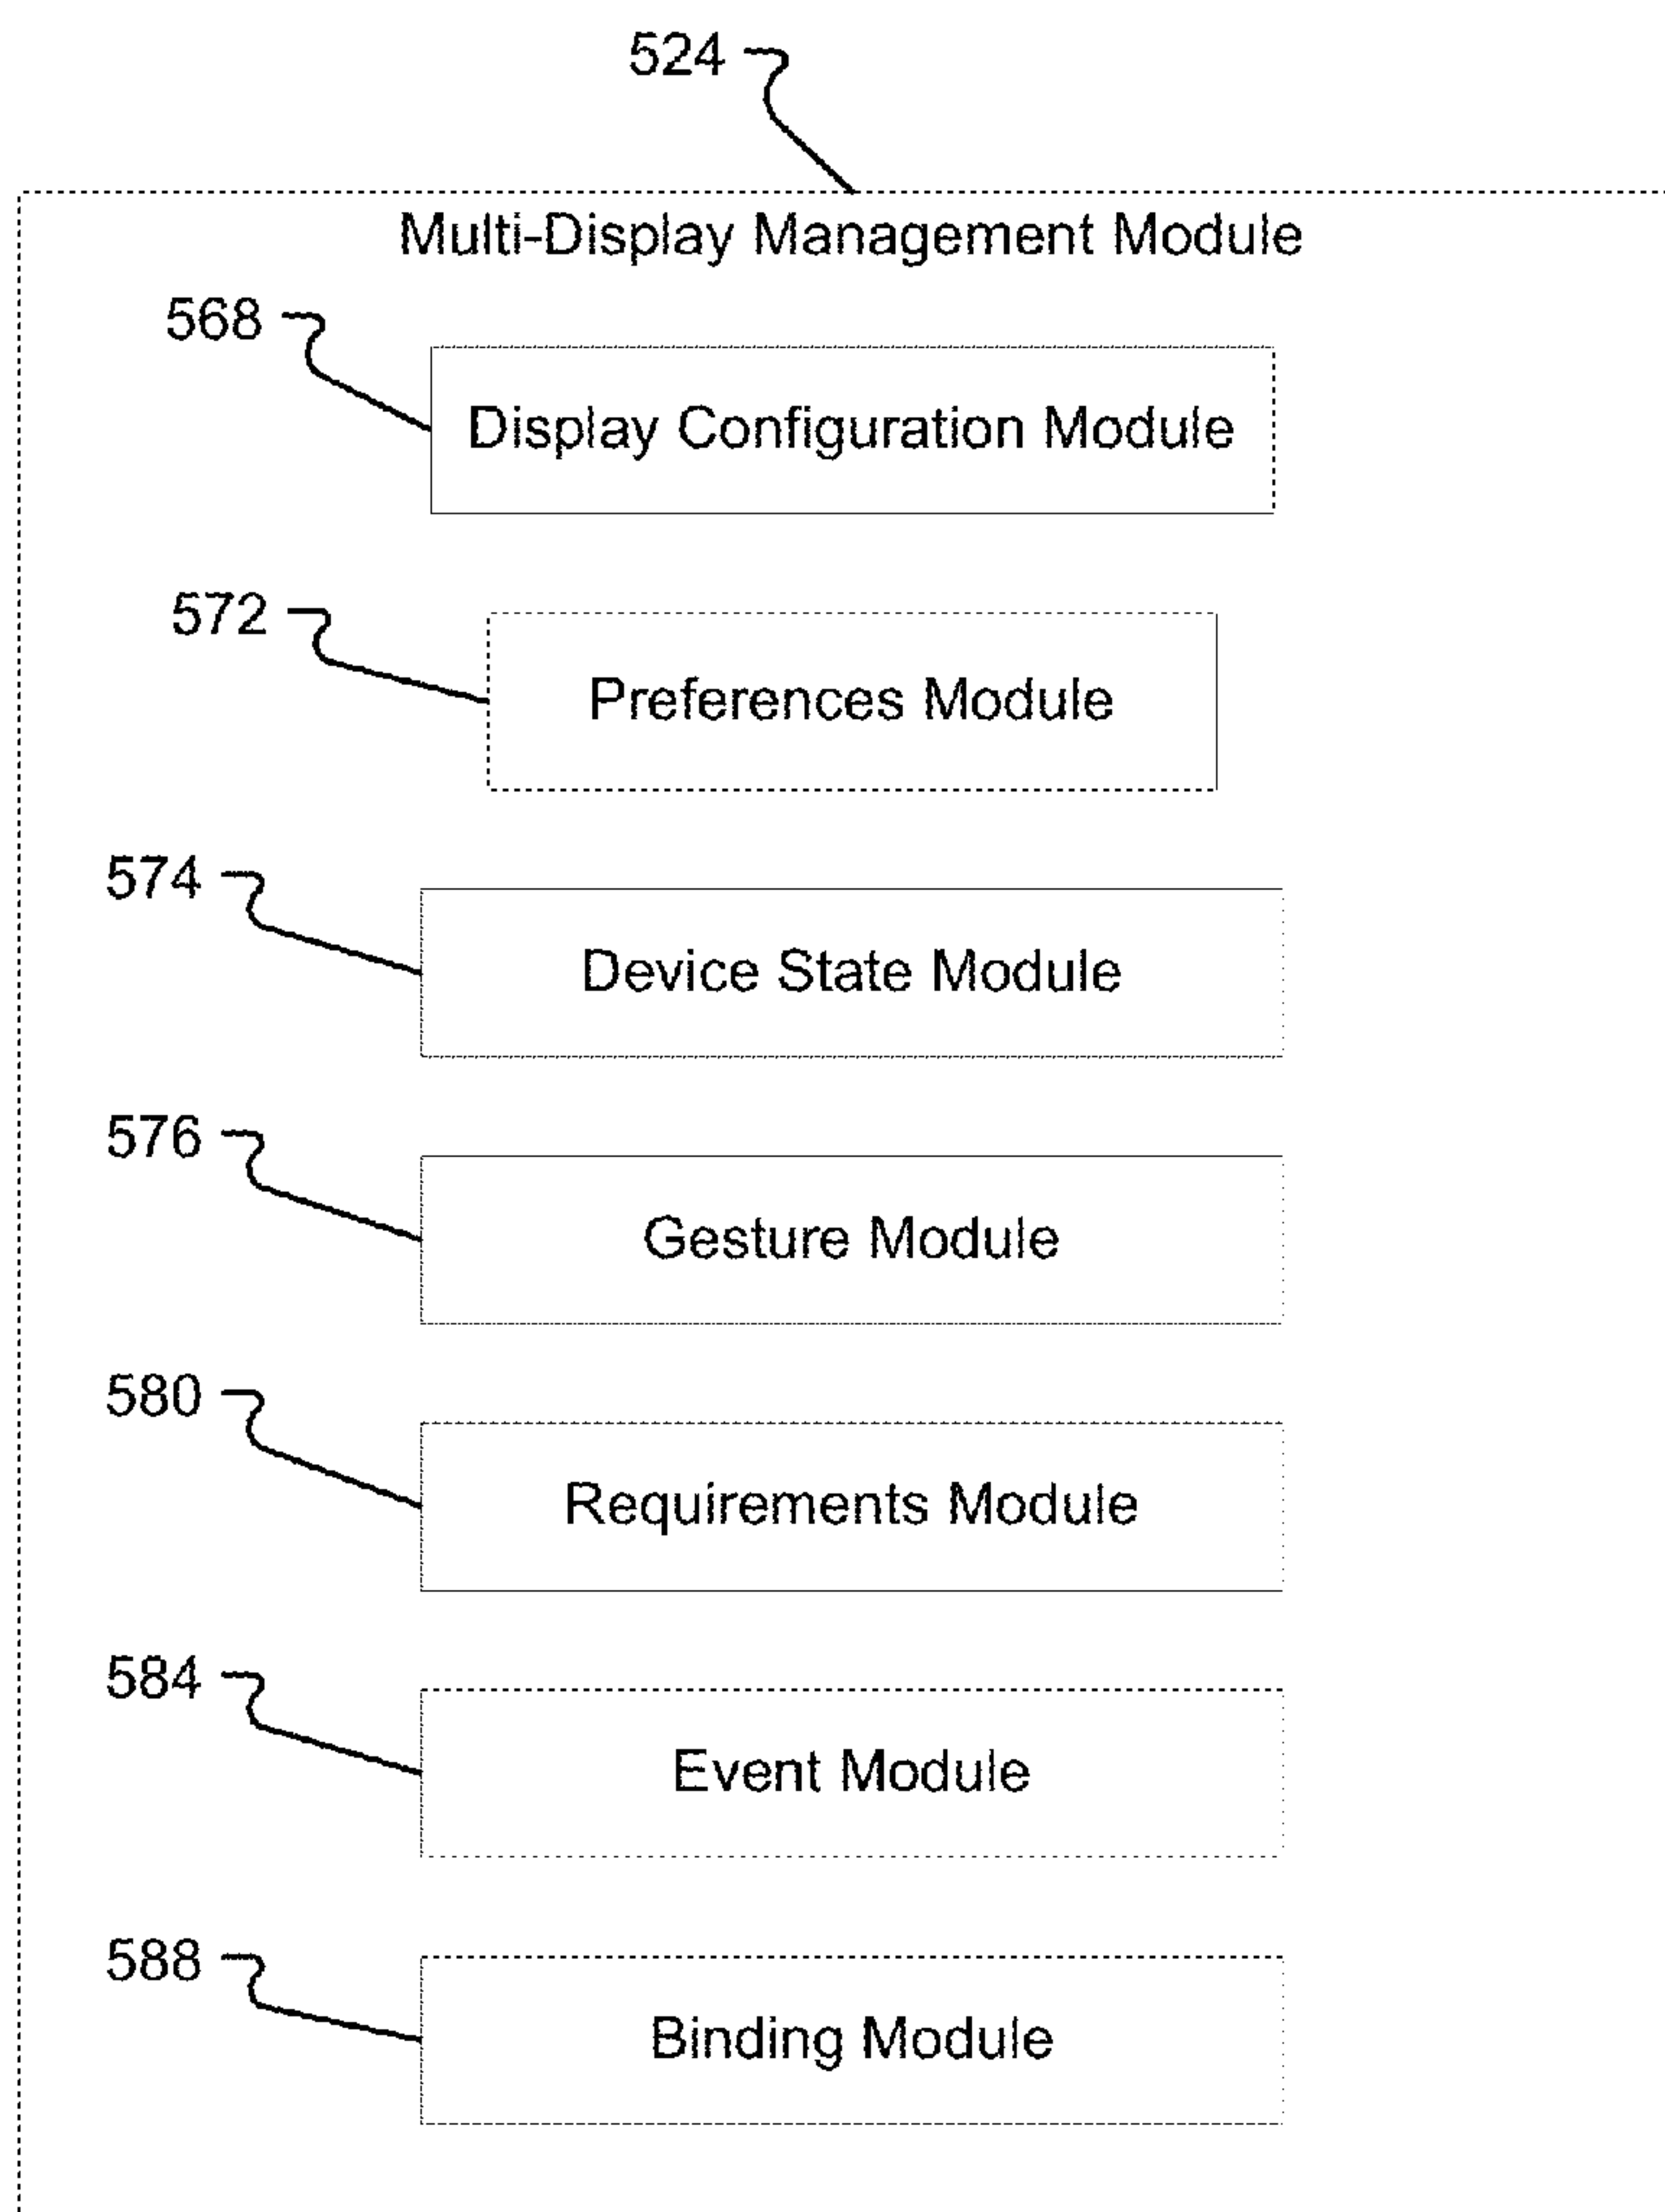 524
Multi-Display Management Module
568
Display Configuration Module
572
Preferences Module
574
Device State Module
576
Gesture Module
580
Requirements Module
584
Event Module
588
Binding Module